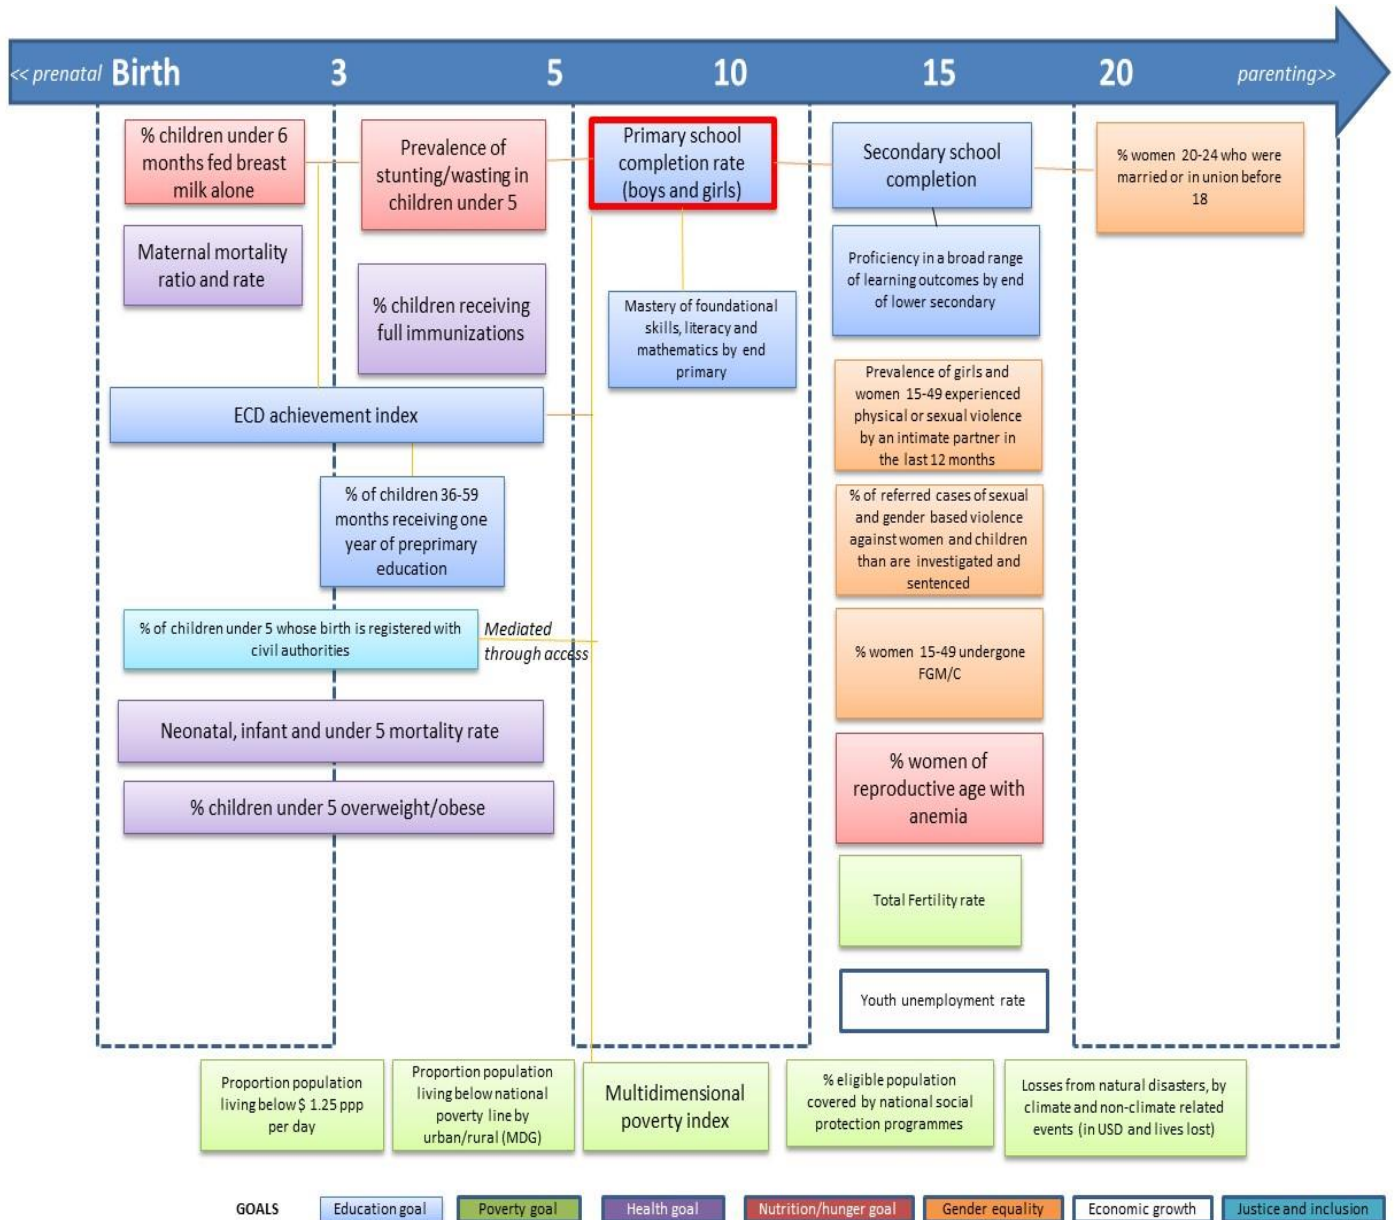 << prenatal Birth 3 5 10 15 20 parenting>>
% children under 6
months fed breast
milk alone
Maternal mortality
ratio and rate
Prevalence of
stunting/wasting in
children under 5
% children receiving
full immunizations
ECD achievement index
% of children 36-59
months receiving one
year of preprimary
education
% of children under 5 whose birth is registered with
civil authorities
Mediated
through access
Neonatal, infant and under 5 mortality rate
% children under 5 overweight/obese
Primary school
completion rate
(boys and girls)
Mastery of foundational
skills, literacy and
mathematics by end
primary
Secondary school
completion
Proficiency in a broad range
of learning outcomes by end
of lower secondary
Prevalence of girls and
women 15-49 experienced
physical or sexual violence
by an intimate partner in
the last 12 months
% of referred cases of sexual
and gender based violence
against women and children
than are investigated and
sentenced
% women 15-49 undergone
FGM/C
% women of
reproductive age with
anemia
Total Fertility rate
Youth unemployment rate
% women 20-24 who were
married or in union before
18
Proportion population
living below $ 1.25 ppp
per day
Proportion population
living below national
poverty line by
urban/rural (MDG)
Multidimensional
poverty index
% eligible population
covered by national social
protection programmes
Losses from natural disasters, by
climate and non-climate related
events (in USD and lives lost)
GOALS Education goal Poverty goal Health goal Nutrition/hunger goal Gender equality Economic growth Justice and inclusion